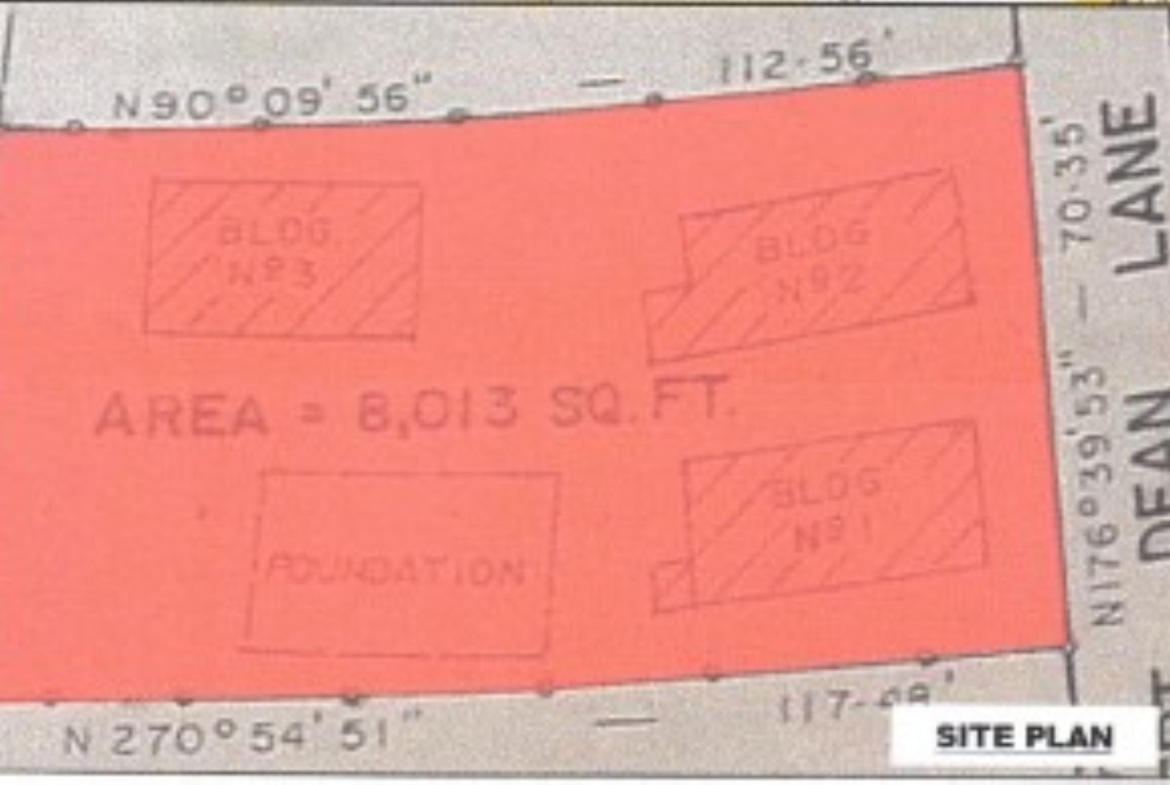 N90° 09' 56" — 112·56'
BLDG.
Nº3
BLDG
Nº2
AREA = 8,013 SQ.FT.
BLDG
Nº1
FOUNDATION
N 270° 54' 51" —
N176°39'53" — 70·35'
DEAN LANE
SITE PLAN